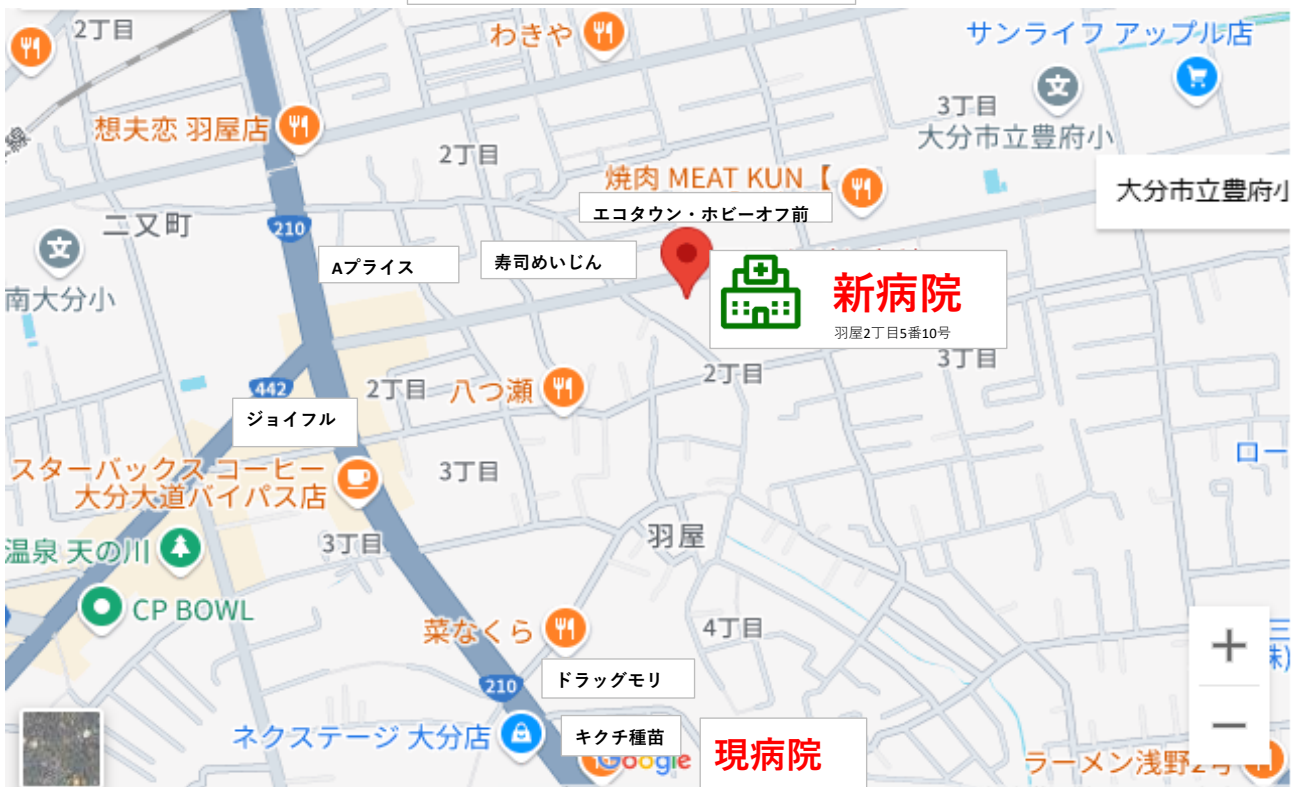 2丁目
わきや
サンライフ アップル店
想夫恋 羽屋店
3丁目
大分市立豊府小
2丁目
焼肉 MEAT KUN【
大分市立豊府小
エコタウン・ホビーオフ前
二又町
210
Aプライス
寿司めいじん
新病院
羽屋2丁目5番10号
南大分小
3丁目
2丁目
442
2丁目
八つ瀬
ジョイフル
ロー
スターバックス コーヒー
大分大道バイパス店
3丁目
3丁目
羽屋
温泉 天の川
CP BOWL
菜なくら
4丁目
ドラッグモリ
210
ネクステージ 大分店
キクチ種苗
現病院
Google
ラーメン浅野2号